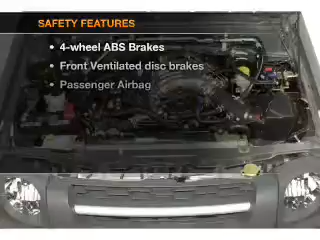 SAFETY FEATURES
4-wheel ABS Brakes
Front Ventilated disc brakes
Passenger Airbag